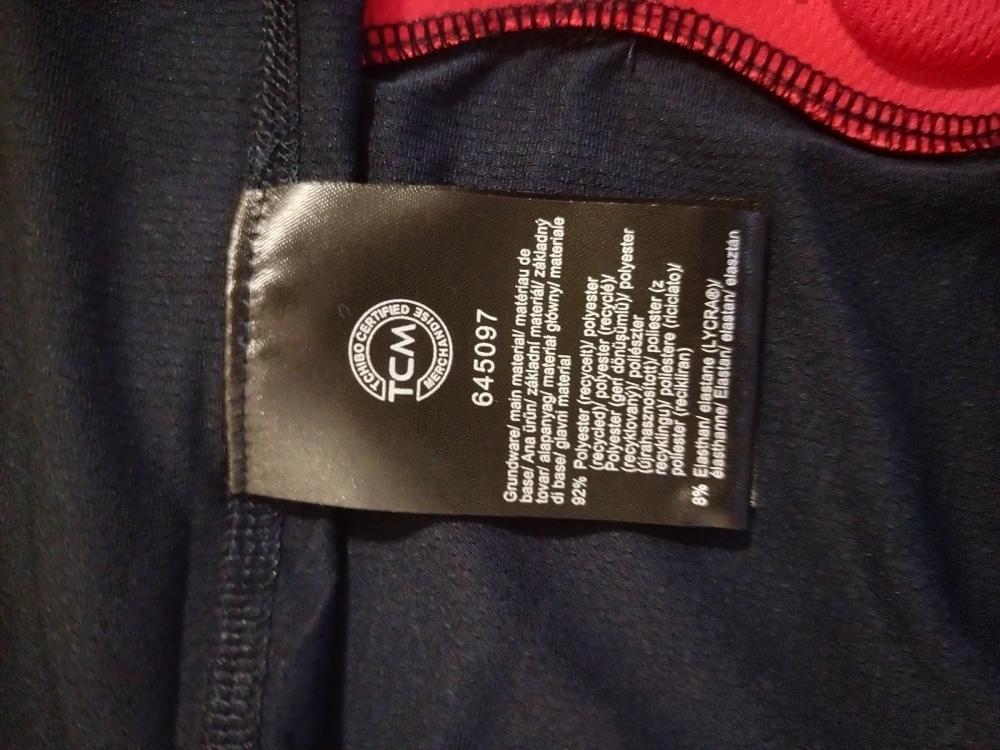 TCHIBO CERTIFIED
TCM
MERCHANDISE
645097
Grundware/ main material/ matériau de
base/ Ana ürün/ základní materiál/ základný
tovar/ alapanyag/ materiał główny/ materiale
di base/ glavni material
92% Polyester (recycelt)/ polyester
(recycled)/ polyester (recyclé)/
Polyester (geri dönüşümlü)/ polyester
(recyklovaný)/ poliészter
(újrahasznosított)/ poliester (z
recyklingu)/ poliestere (riciclato)/
poliester (recikliran)
8% Elasthan/ elastane (LYCRA®)/
élasthanne/ Elastan/ elastan/ elasztán